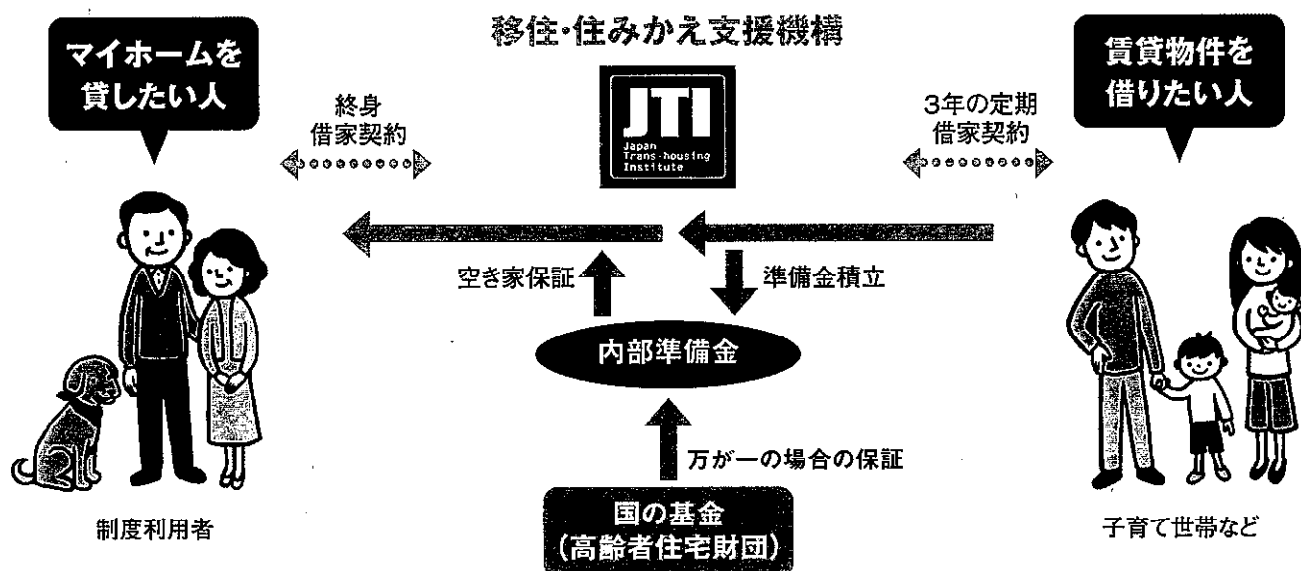 移住・住みかえ支援機構
マイホームを
貸したい人
終身
借家契約
JTI
Japan
Trans-housing
Institute
3年の定期
借家契約
賃貸物件を
借りたい人
空き家保証
準備金積立
内部準備金
万が一の場合の保証
国の基金
(高齢者住宅財団)
制度利用者
子育て世帯など